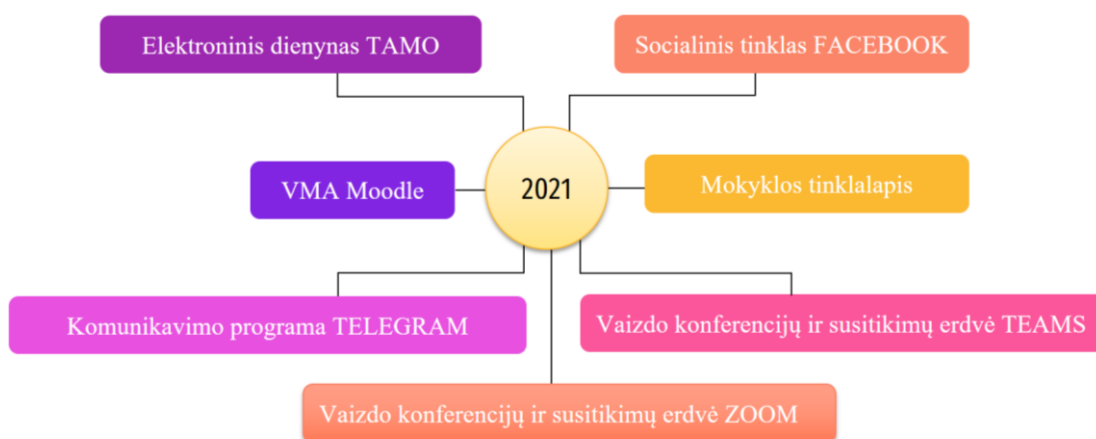 Elektroninis dienynas TAMO
Socialinis tinklas FACEBOOK
VMA Moodle
2021
Mokyklos tinklalapis
Komunikavimo programa TELEGRAM
Vaizdo konferencijų ir susitikimų erdvė TEAMS
Vaizdo konferencijų ir susitikimų erdvė ZOOM